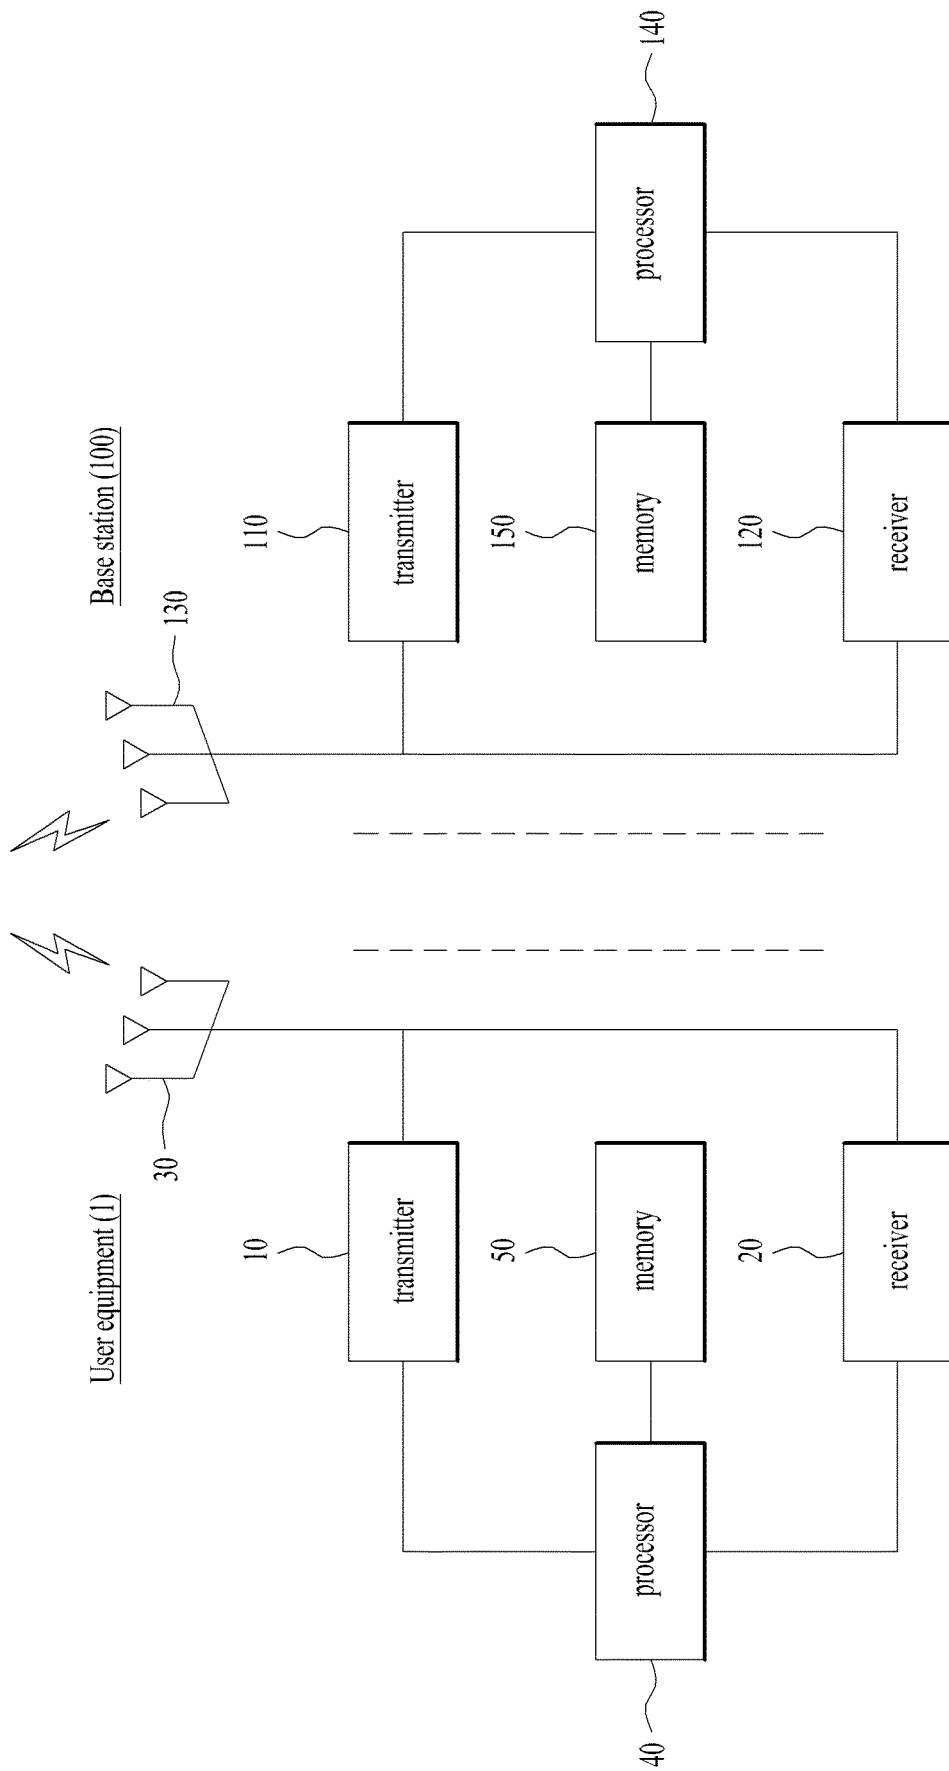 User equipment (1)
Base station (100)
30
130
10
transmitter
110
transmitter
40
processor
50
memory
150
memory
processor
140
20
receiver
120
receiver